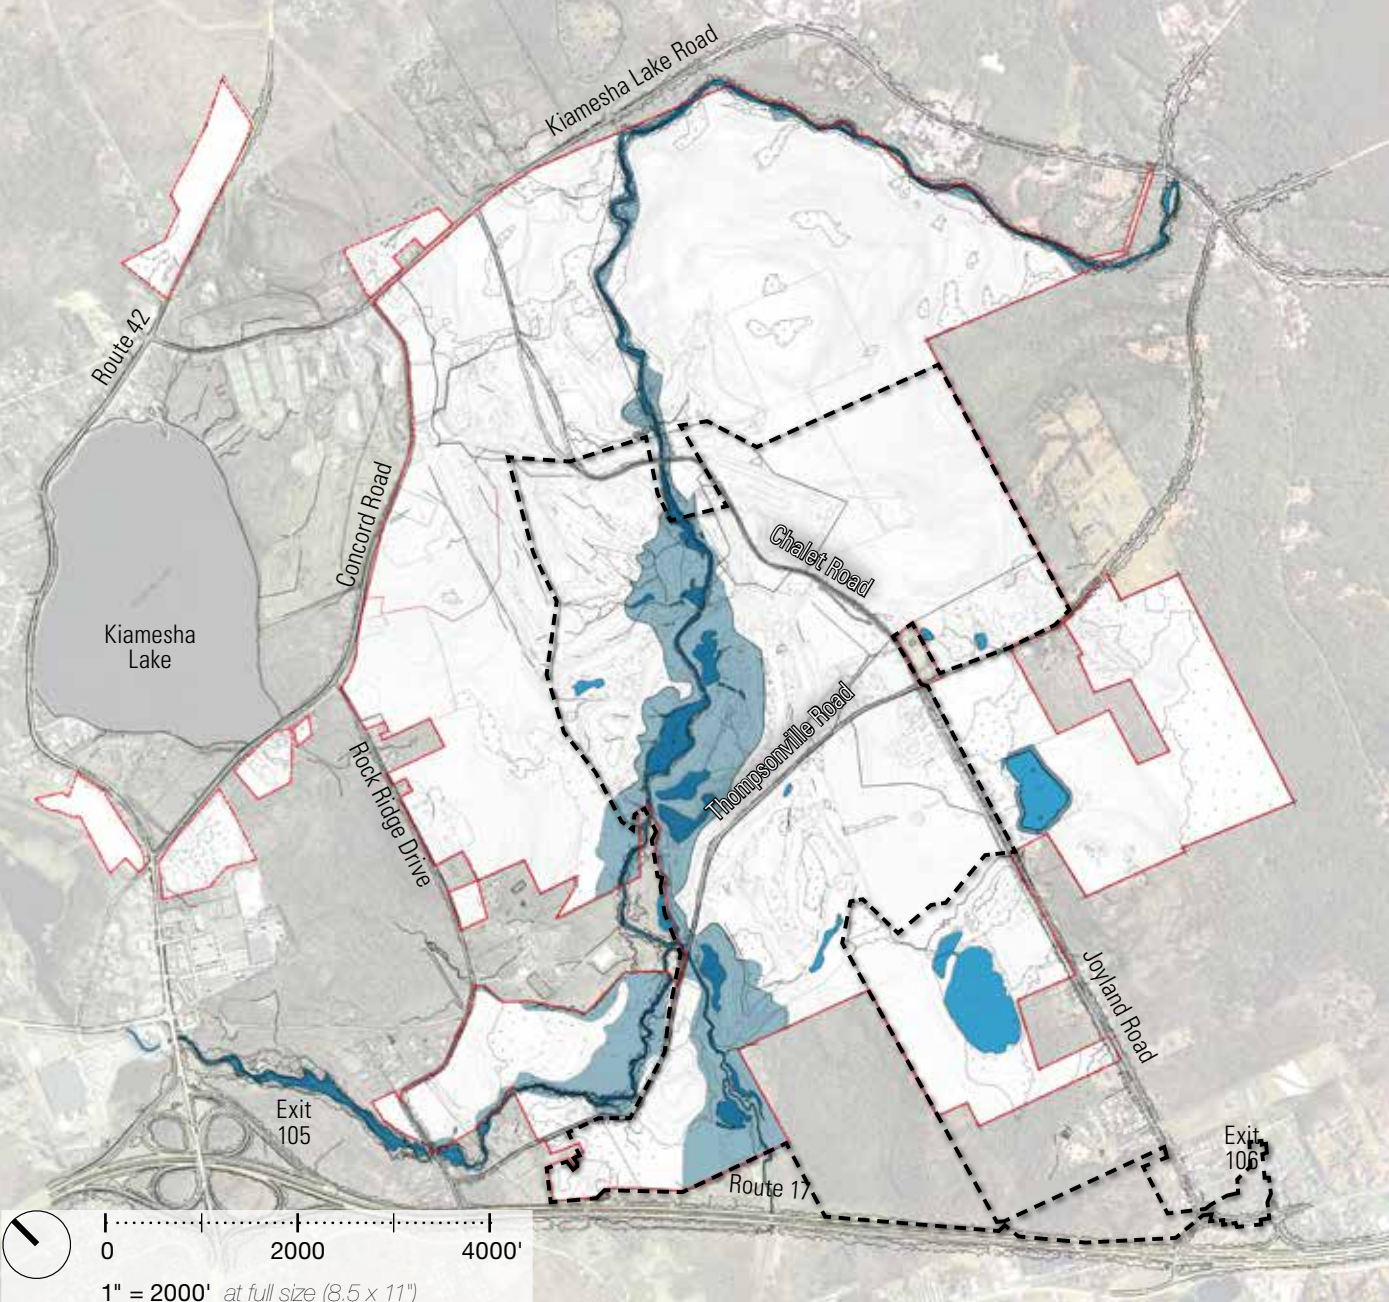 Kiamesha Lake Road
Route 42
Concord Road
Chalet Road
Kiamesha
Lake
Thompsonville Road
Rock Ridge Drive
Joyland Road
Exit
105
Exit
106
Route 17
0 2000 4000'
1" = 2000' at full size (8.5 x 11")